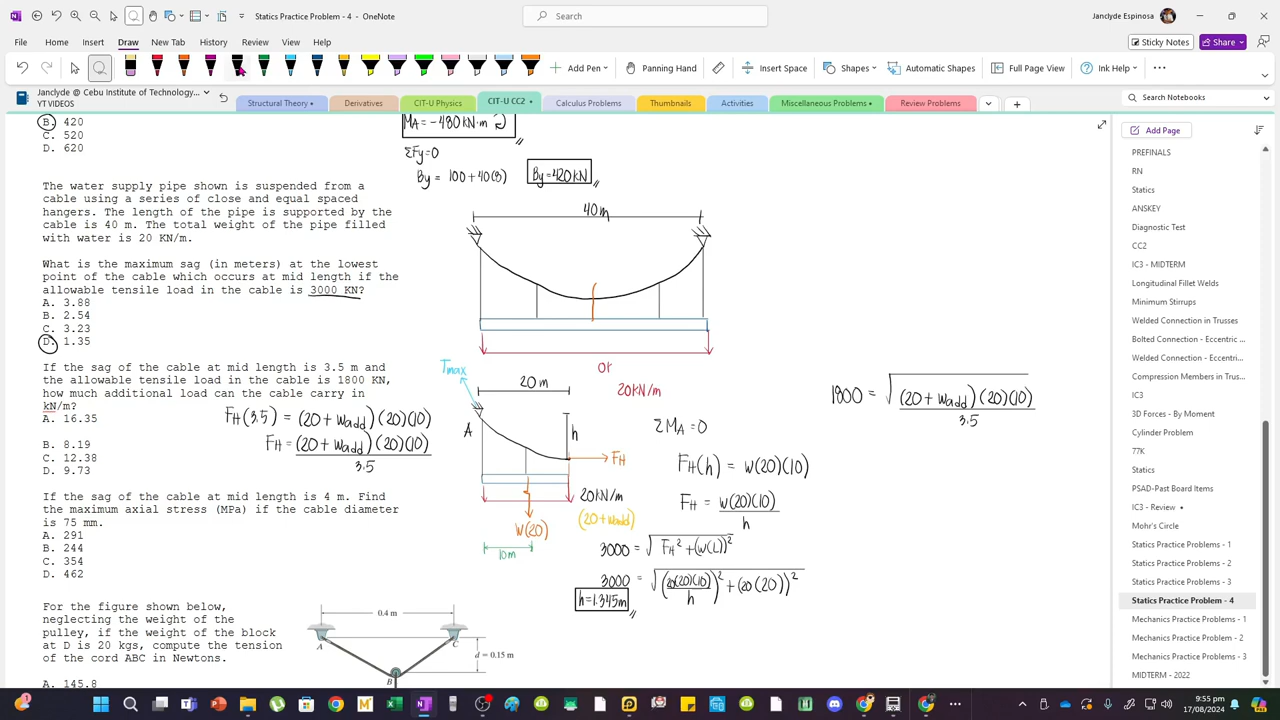 Statics Practice Problem - 4 - OneNote
Search
Janclyde Espinosa
File Home Insert Draw New Tab History Review View Help
Sticky Notes
Share
Add Pen
Panning Hand
Insert Space
Shapes
Automatic Shapes
Full Page View
Ink Help
Janclyde @ Cebu Institute of Technology...
YT VIDEOS
Structural Theory
Derivatives
CIT-U Physics
CIT-U CC2
Calculus Problems
Thumbnails
Activities
Miscellaneous Problems
Review Problems
Search Notebooks
Add Page
B. 420
C. 520
D. 620
MA = -480 KN·m
ΣFy=0
By = 100 + 40(8)
By=420KN
The water supply pipe shown is suspended from a
cable using a series of close and equal spaced
hangers. The length of the pipe is supported by the
cable is 40 m. The total weight of the pipe filled
with water is 20 KN/m.
What is the maximum sag (in meters) at the lowest
point of the cable which occurs at mid length if the
allowable tensile load in the cable is 3000 KN?
A. 3.88
B. 2.54
C. 3.23
D. 1.35
If the sag of the cable at mid length is 3.5 m and
the allowable tensile load in the cable is 1800 KN,
how much additional load can the cable carry in
kN/m?
A. 16.35
B. 8.19
C. 12.38
D. 9.73
FH(3.5) = (20 + wadd)(20)(10)
FH = (20 + wadd)(20)(10)
3.5
If the sag of the cable at mid length is 4 m. Find
the maximum axial stress (MPa) if the cable diameter
is 75 mm.
A. 291
B. 244
C. 354
D. 462
For the figure shown below,
neglecting the weight of the
pulley, if the weight of the block
at D is 20 kgs, compute the tension
of the cord ABC in Newtons.
A. 145.8
0.4 m
A
C
d = 0.15 m
B
40m
20KN/m
Tmax
20 m
A
h
FH
20KN/m
(20+wadd)
W(20)
10m
ΣMA=0
FH(h) = w(20)(10)
FH = w(20)(10)
h
3000 = √FH² + (w(L))²
3000 = √(20(20)(10))² + (20(20))²
h
h=1.345m
1800 = √(20 + wadd)(20)(10)
3.5
PREFINALS
RN
Statics
ANSKEY
Diagnostic Test
CC2
IC3 - MIDTERM
Longitudinal Fillet Welds
Minimum Stirrups
Welded Connection in Trusses
Bolted Connection - Eccentric ...
Welded Connection - Eccentric...
Compression Members in Trus...
IC3
3D Forces - By Moment
Cylinder Problem
77K
Statics
PSAD-Past Board Items
IC3 - Review
Mohr's Circle
Statics Practice Problems - 1
Statics Practice Problems - 2
Statics Practice Problems - 3
Statics Practice Problem - 4
Mechanics Practice Problems - 1
Mechanics Practice Problem - 2
Mechanics Practice Problem - 3
MIDTERM - 2022
9:55 pm
17/08/2024